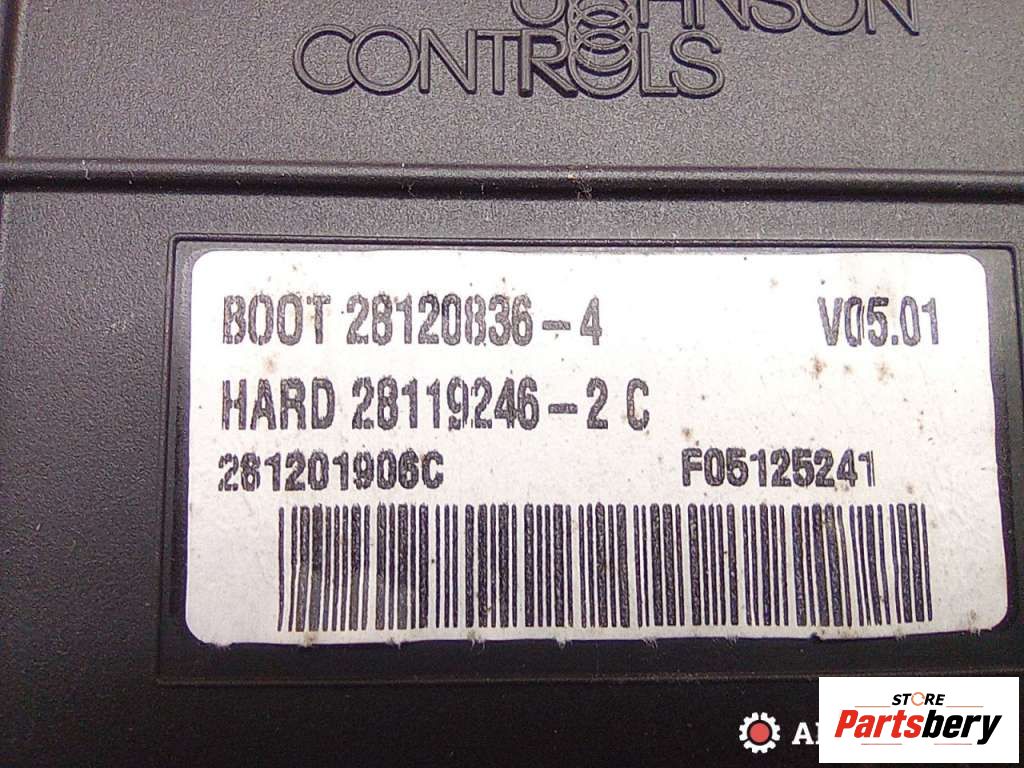 JOHNSON
CONTROLS
BOOT 28120836-4 V05.01
HARD 28119246-2 C
281201906C F05125241
STORE
Partsbery